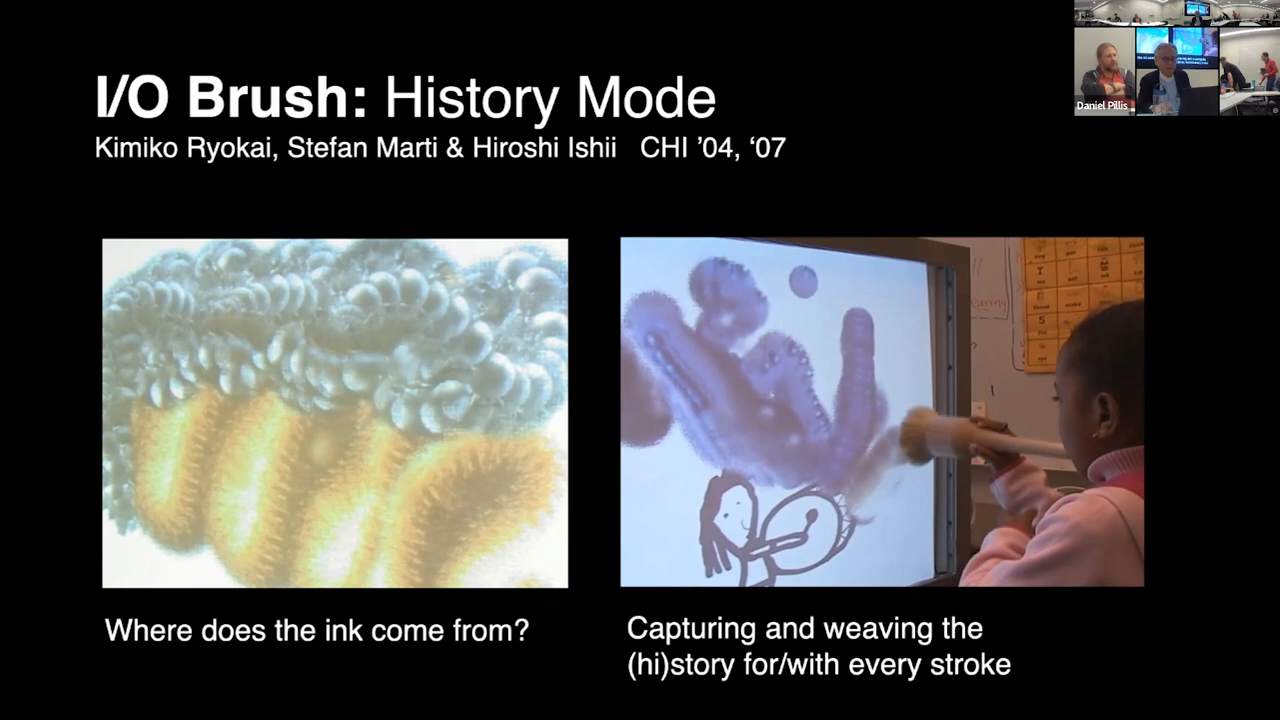 I/O Brush: History Mode
Kimiko Ryokai, Stefan Marti & Hiroshi Ishii CHI ’04, ‘07
Daniel Pillis
Where does the ink come from?
Capturing and weaving the
(hi)story for/with every stroke